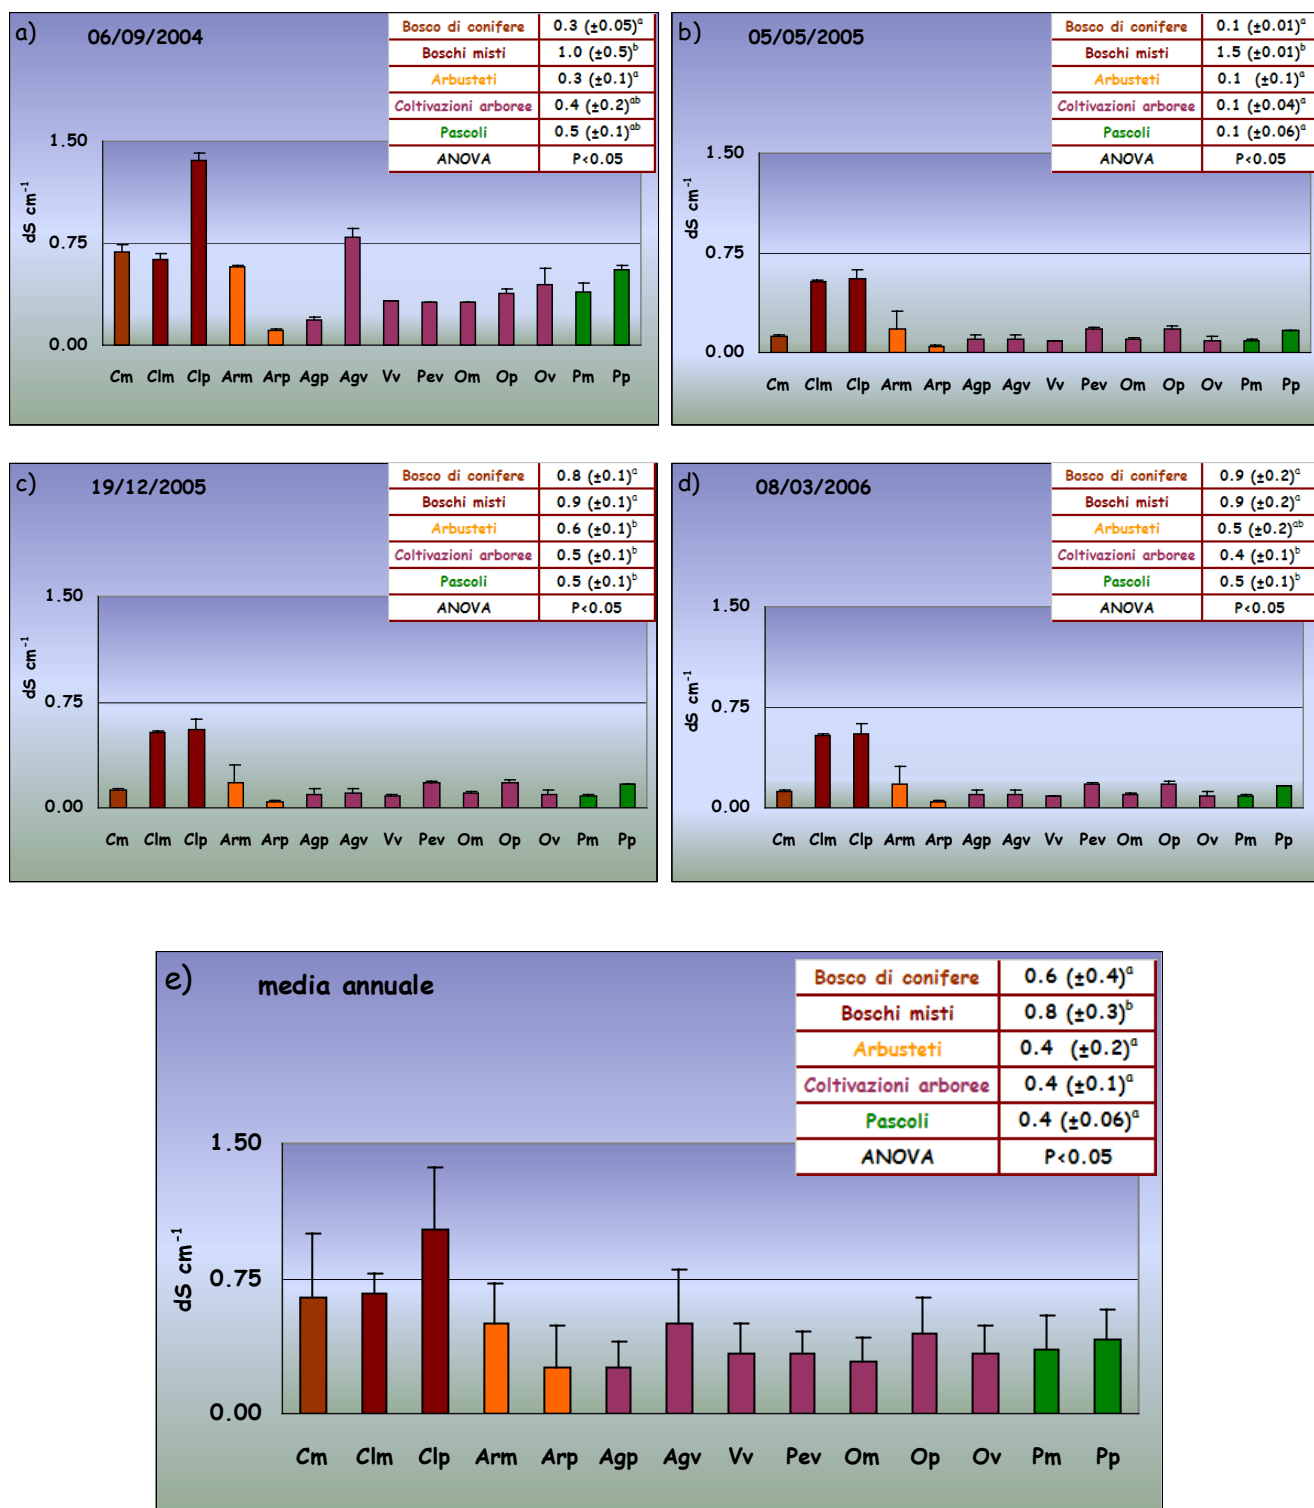 a) 06/09/2004
Bosco di conifere 0.3 (±0.05)ᵃ
Boschi misti 1.0 (±0.5)ᵇ
Arbusteti 0.3 (±0.1)ᵃ
Coltivazioni arboree 0.4 (±0.2)ᵃᵇ
Pascoli 0.5 (±0.1)ᵃᵇ
ANOVA P<0.05
1.50
0.75
0.00
dS cm⁻¹
Cm Clm Clp Arm Arp Agp Agv Vv Pev Om Op Ov Pm Pp
b) 05/05/2005
Bosco di conifere 0.1 (±0.01)ᵃ
Boschi misti 1.5 (±0.01)ᵇ
Arbusteti 0.1 (±0.1)ᵃ
Coltivazioni arboree 0.1 (±0.04)ᵃ
Pascoli 0.1 (±0.06)ᵃ
ANOVA P<0.05
1.50
0.75
0.00
dS cm⁻¹
Cm Clm Clp Arm Arp Agp Agv Vv Pev Om Op Ov Pm Pp
c) 19/12/2005
Bosco di conifere 0.8 (±0.1)ᵃ
Boschi misti 0.9 (±0.1)ᵃ
Arbusteti 0.6 (±0.1)ᵇ
Coltivazioni arboree 0.5 (±0.1)ᵇ
Pascoli 0.5 (±0.1)ᵇ
ANOVA P<0.05
1.50
0.75
0.00
dS cm⁻¹
Cm Clm Clp Arm Arp Agp Agv Vv Pev Om Op Ov Pm Pp
d) 08/03/2006
Bosco di conifere 0.9 (±0.2)ᵃ
Boschi misti 0.9 (±0.2)ᵃ
Arbusteti 0.5 (±0.2)ᵃᵇ
Coltivazioni arboree 0.4 (±0.1)ᵇ
Pascoli 0.5 (±0.1)ᵇ
ANOVA P<0.05
1.50
0.75
0.00
dS cm⁻¹
Cm Clm Clp Arm Arp Agp Agv Vv Pev Om Op Ov Pm Pp
e) media annuale
Bosco di conifere 0.6 (±0.4)ᵃ
Boschi misti 0.8 (±0.3)ᵇ
Arbusteti 0.4 (±0.2)ᵃ
Coltivazioni arboree 0.4 (±0.1)ᵃ
Pascoli 0.4 (±0.06)ᵃ
ANOVA P<0.05
1.50
0.75
0.00
dS cm⁻¹
Cm Clm Clp Arm Arp Agp Agv Vv Pev Om Op Ov Pm Pp